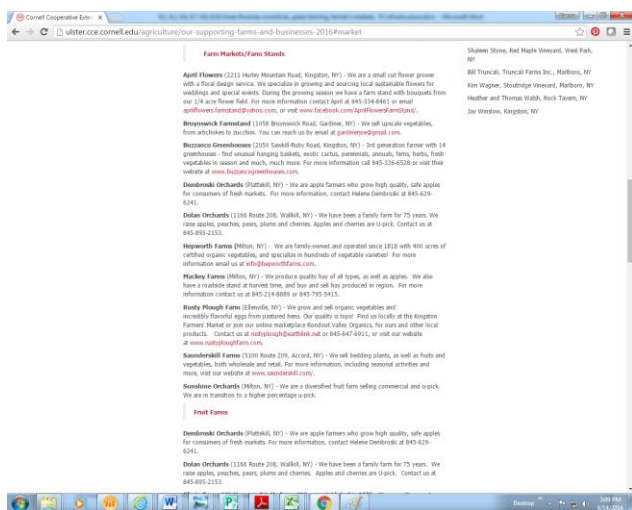 Cornell Cooperative Exten
ulster.cce.cornell.edu/agriculture/our-supporting-farms-and-businesses-2016#market
Farm Markets/Farm Stands
April Flowers (2211 Hurley Mountain Road, Kingston, NY) - We are a small cut flower grower
with a floral design service. We specialize in growing and sourcing local sustainable flowers for
weddings and special events. During the growing season we have a farm stand with bouquets from
our 1/4 acre flower field. For more information contact April at 845-334-8461 or email
aprilflowers.farmstand@yahoo.com, or visit www.facebook.com/AprilFlowersFarmStand/.
Bruynswick Farmstand (1058 Bruynswick Road, Gardiner, NY) - We sell upscale vegetables,
from artichokes to zucchini. You can reach us by email at gardinerjoe@gmail.com.
Buzzanco Greenhouses (2050 Sawkill-Ruby Road, Kingston, NY) - 3rd generation farmer with 14
greenhouses - find unusual hanging baskets, exotic cactus, perennials, annuals, ferns, herbs, fresh
vegetables in season and much, much more. For more information call 845-336-6528 or visit their
website at www.buzzancogreenhouses.com.
Dembroski Orchards (Plattekill, NY) - We are apple farmers who grow high quality, safe apples
for consumers of fresh markets. For more information, contact Helene Dembroski at 845-629-
6241.
Dolan Orchards (1166 Route 208, Wallkill, NY) - We have been a family farm for 75 years. We
raise apples, peaches, pears, plums and cherries. Apples and cherries are U-pick. Contact us at
845-895-2153.
Hepworth Farms (Milton, NY) - We are family-owned and operated since 1818 with 400 acres of
certified organic vegetables, and specialize in hundreds of vegetable varieties! For more
information email us at info@hepworthfarms.com.
Mackey Farms (Milton, NY) - We produce quality hay of all types, as well as apples. We also
have a roadside stand at harvest time, and buy and sell hay produced in region. For more
information contact us at 845-214-8889 or 845-795-5415.
Rusty Plough Farm (Ellenville, NY) - We grow and sell organic vegetables and
incredibly flavorful eggs from pastured hens. Our quality is tops! Find us locally at the Kingston
Farmers' Market or join our online marketplace Rondout Valley Organics, for ours and other local
products. Contact us at rustyplough@earthlink.net or 845-647-6911, or visit our website
at www.rustyploughfarm.com.
Saunderskill Farms (5100 Route 209, Accord, NY) - We sell bedding plants, as well as fruits and
vegetables, both wholesale and retail. For more information, including seasonal activities and
more, visit our website at www.saunderskill.com/.
Sunshine Orchards (Milton, NY) - We are a diversified fruit farm selling commercial and u-pick.
We are in transition to a higher percentage u-pick.
Fruit Farms
Dembroski Orchards (Plattekill, NY) - We are apple farmers who grow high quality, safe apples
for consumers of fresh markets. For more information, contact Helene Dembroski at 845-629-
6241.
Dolan Orchards (1166 Route 208, Wallkill, NY) - We have been a family farm for 75 years. We
raise apples, peaches, pears, plums and cherries. Apples and cherries are U-pick. Contact us at
845-895-2153.
Shaleen Stone, Red Maple Vineyard, West Park,
NY
Bill Truncali, Truncali Farms Inc., Marlboro, NY
Kim Wagner, Stoutridge Vineyard, Marlboro, NY
Heather and Thomas Walsh, Rock Tavern, NY
Jay Winslow, Kingston, NY
Desktop
3:09 PM
6/14/2016